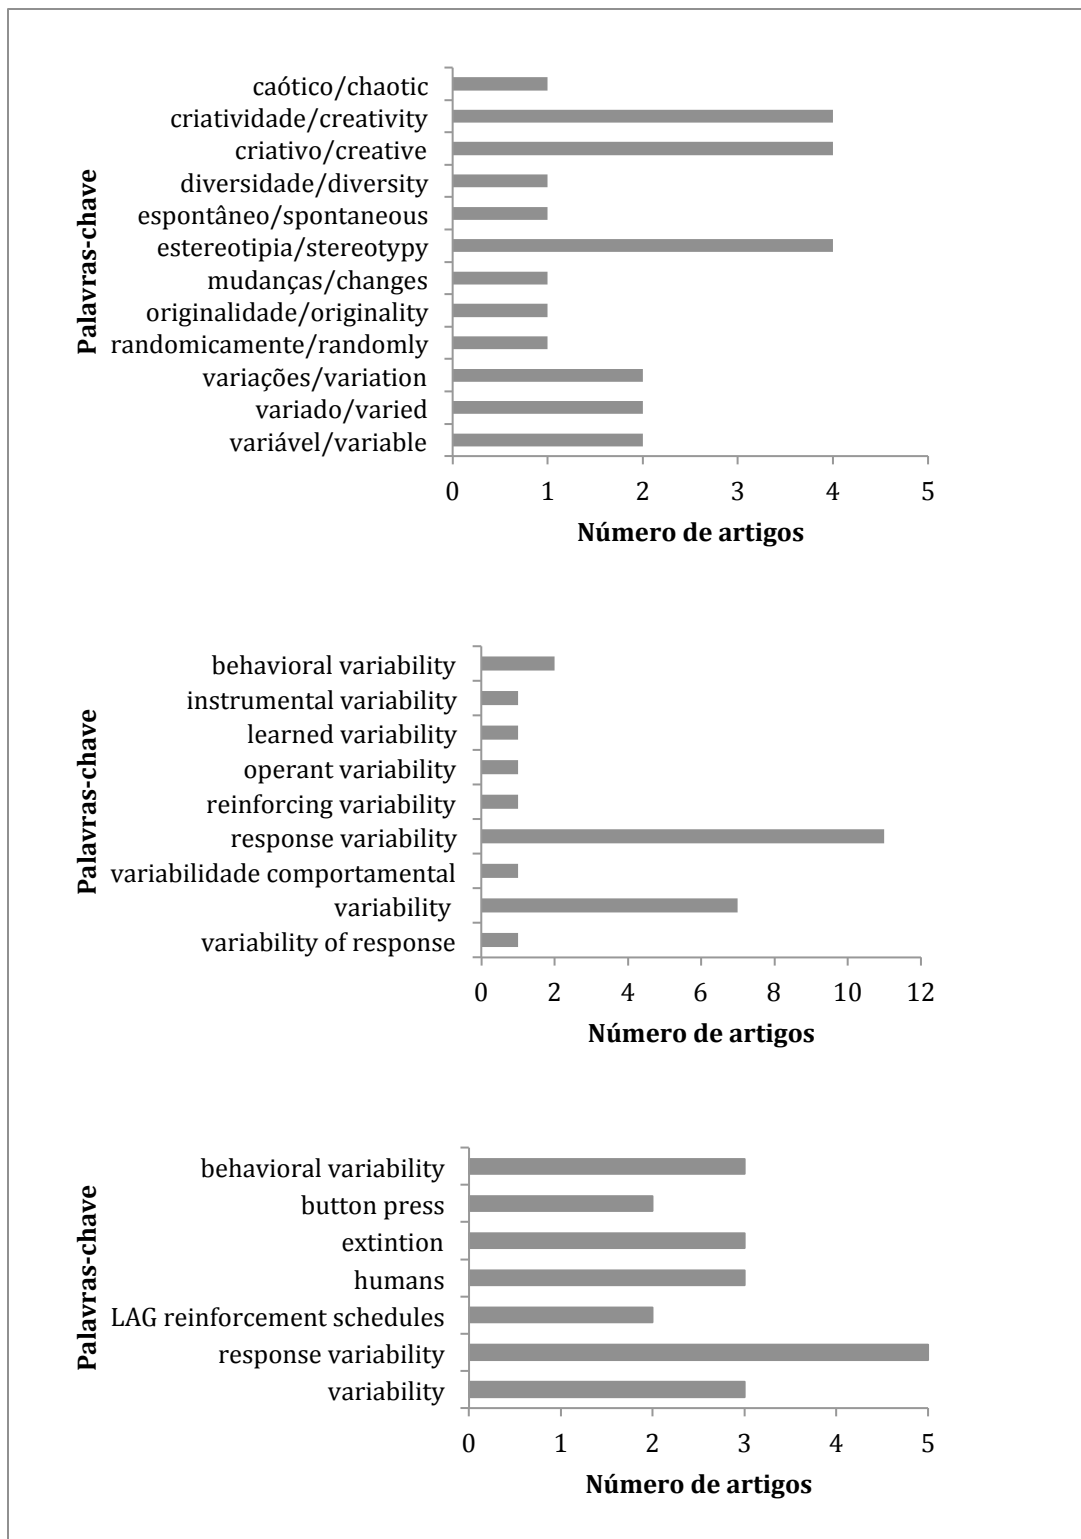 Palavras-chave
caótico/chaotic
criatividade/creativity
criativo/creative
diversidade/diversity
espontâneo/spontaneous
estereotipia/stereotypy
mudanças/changes
originalidade/originality
randomicamente/randomly
variações/variation
variado/varied
variável/variable
0 1 2 3 4 5
Número de artigos
Palavras-chave
behavioral variability
instrumental variability
learned variability
operant variability
reinforcing variability
response variability
variabilidade comportamental
variability
variability of response
0 2 4 6 8 10 12
Número de artigos
Palavras-chave
behavioral variability
button press
extintion
humans
LAG reinforcement schedules
response variability
variability
0 1 2 3 4 5
Número de artigos